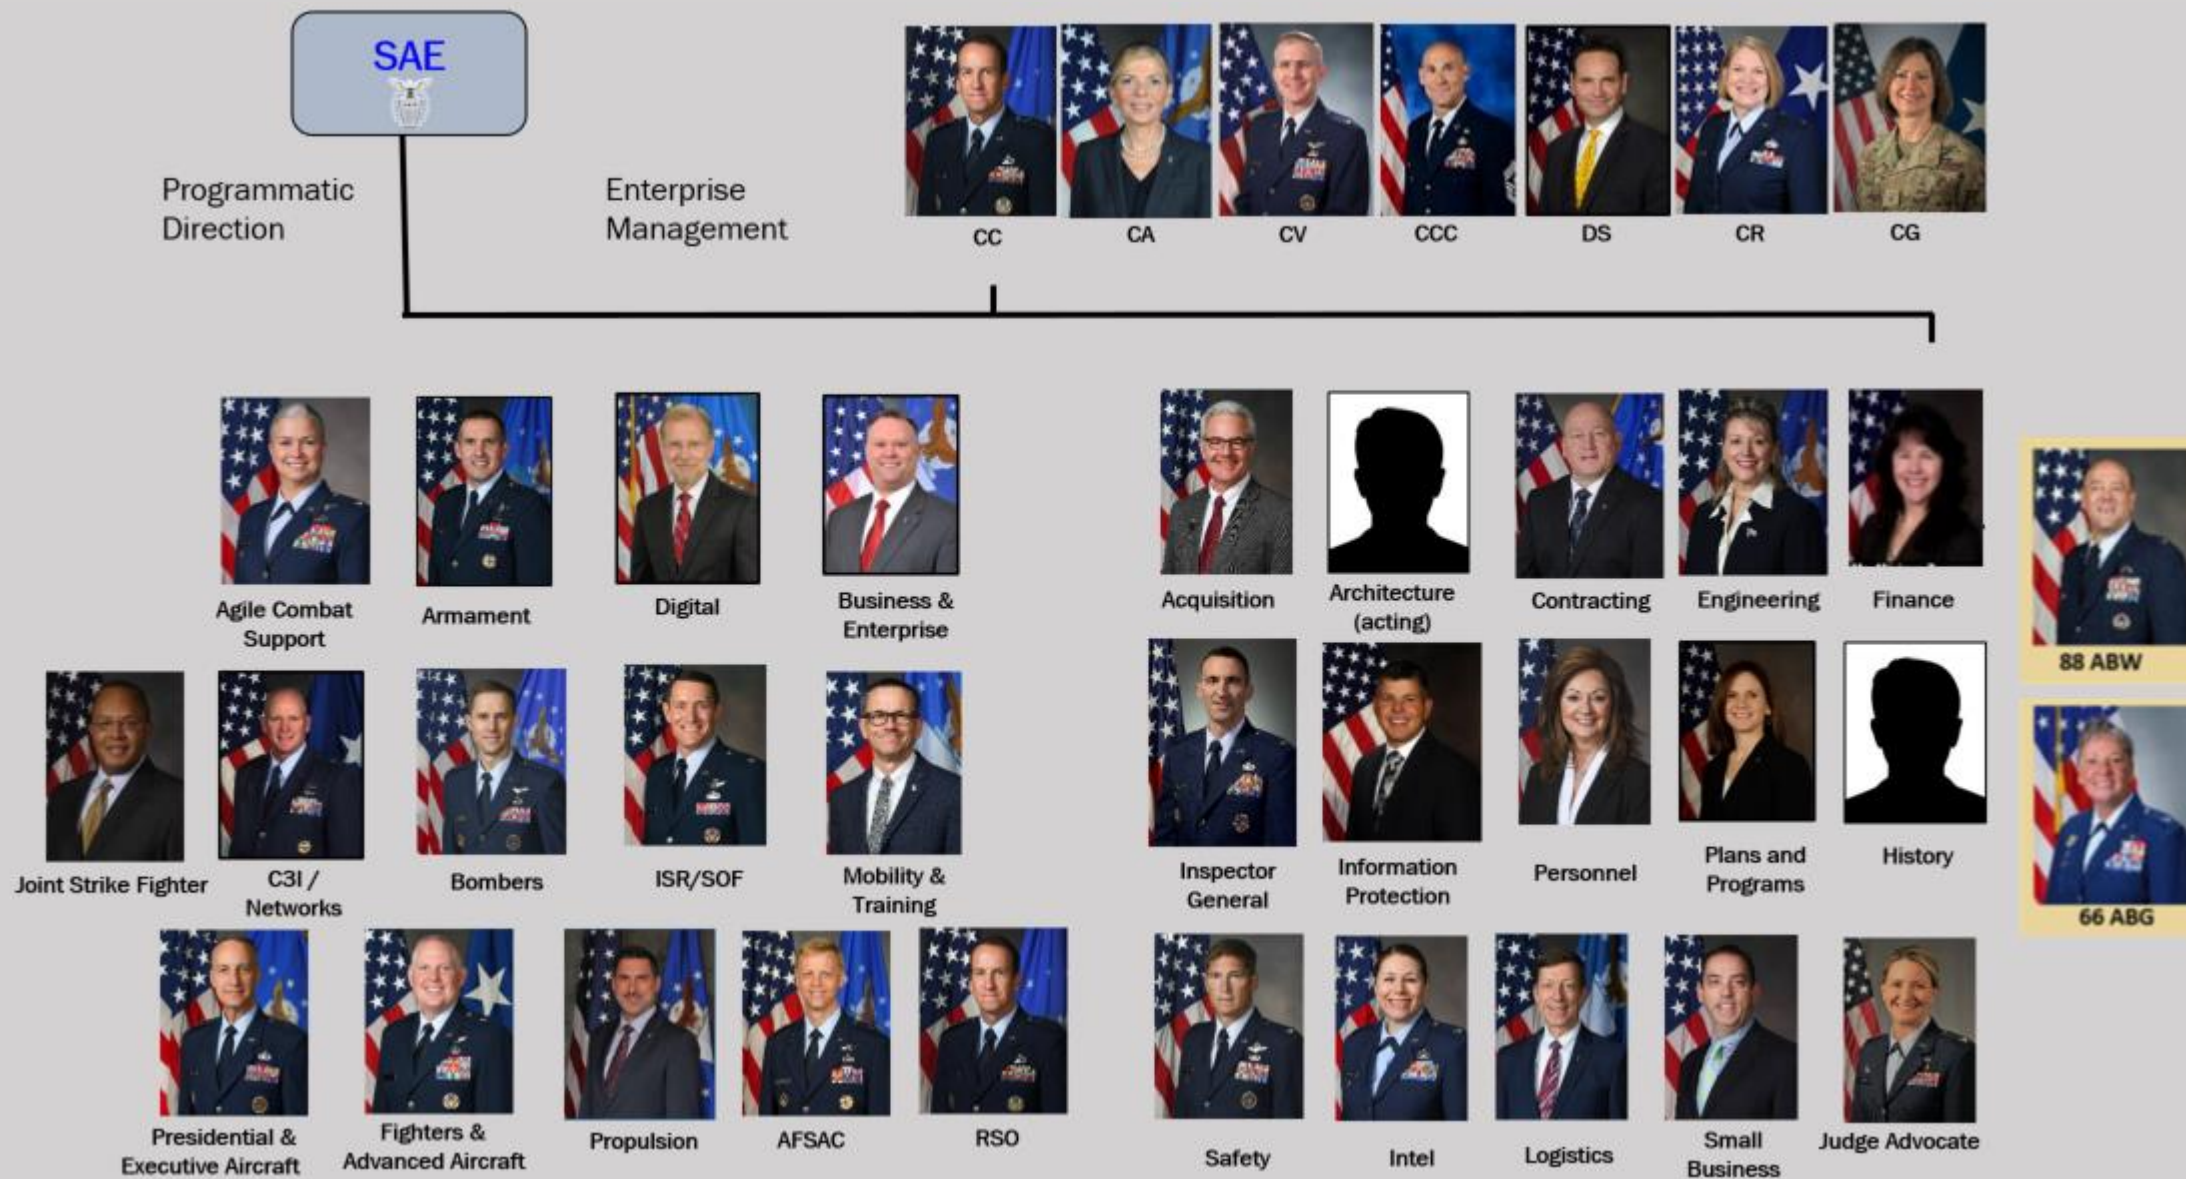 SAE
Programmatic
Direction
Enterprise
Management
CC
CA
CV
CCC
DS
CR
CG
Agile Combat
Support
Armament
Digital
Business &
Enterprise
Acquisition
Architecture
(acting)
Contracting
Engineering
Finance
88 ABW
Joint Strike Fighter
C3I /
Networks
Bombers
ISR/SOF
Mobility &
Training
Inspector
General
Information
Protection
Personnel
Plans and
Programs
History
66 ABG
Presidential &
Executive Aircraft
Fighters &
Advanced Aircraft
Propulsion
AFSAC
RSO
Safety
Intel
Logistics
Small
Business
Judge Advocate